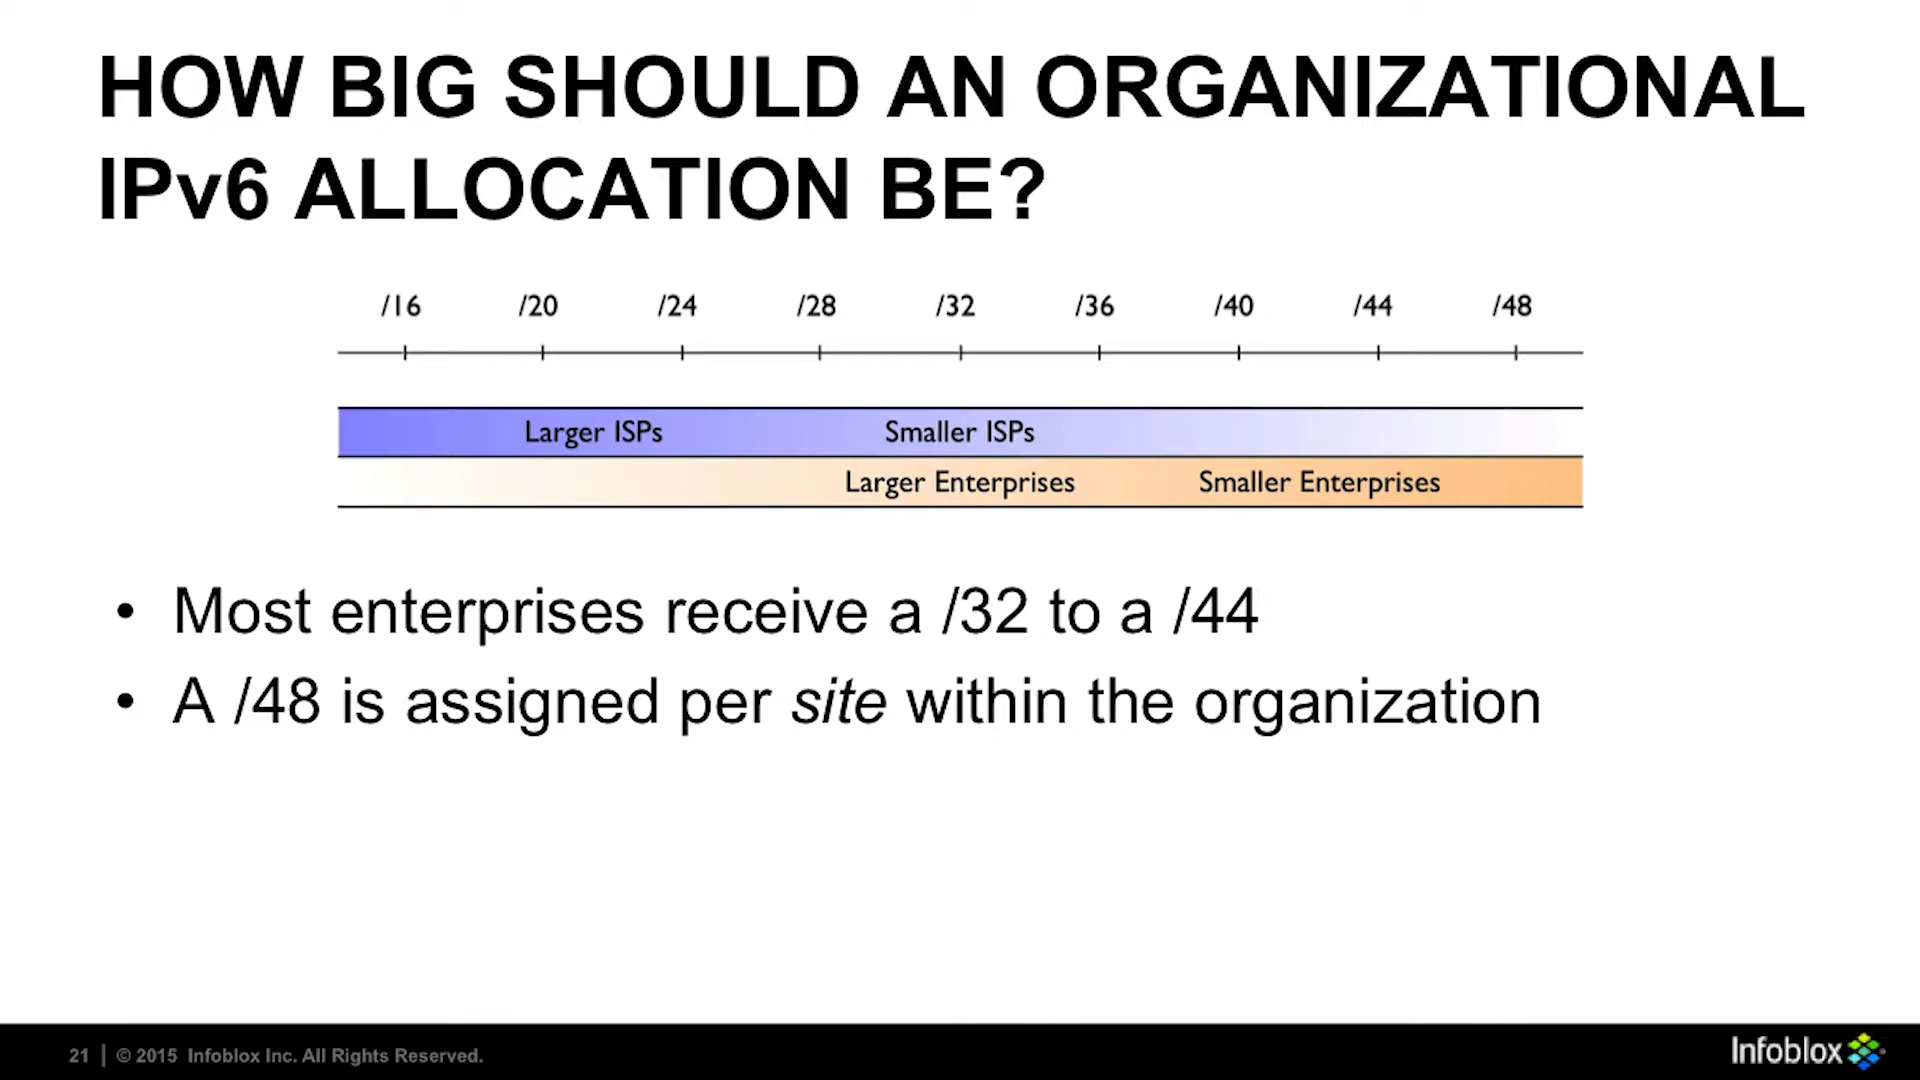 HOW BIG SHOULD AN ORGANIZATIONAL
IPv6 ALLOCATION BE?
/16 /20 /24 /28 /32 /36 /40 /44 /48
Larger ISPs Smaller ISPs
Larger Enterprises Smaller Enterprises
• Most enterprises receive a /32 to a /44
• A /48 is assigned per site within the organization
21 | © 2015 Infoblox Inc. All Rights Reserved.
Infoblox